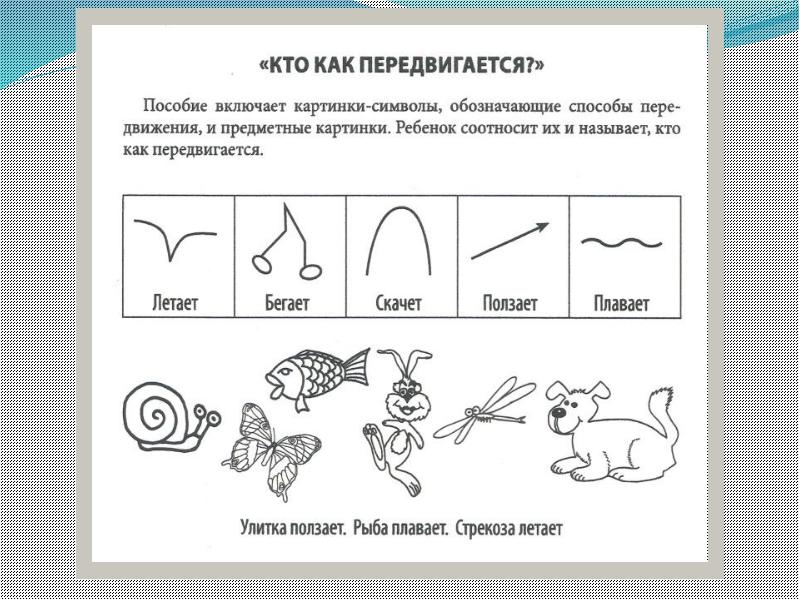 «КТО КАК ПЕРЕДВИГАЕТСЯ?»
Пособие включает картинки-символы, обозначающие способы пере-
движения, и предметные картинки. Ребенок соотносит их и называет, кто
как передвигается.
Летает Бегает Скачет Ползает Плавает
Улитка ползает. Рыба плавает. Стрекоза летает